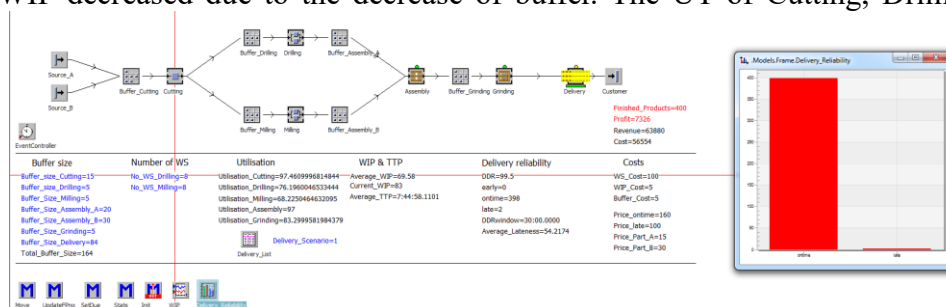 WIP decreased due to the decrease of buffer. The UT of Cutting, Drilli
.Models.Frame.Delivery_Reliability
Source_A
Source_B
Buffer_Cutting Cutting
Buffer_Drilling Drilling Buffer_Assembly_A
Buffer_Milling Milling Buffer_Assembly_B
Assembly Buffer_Grinding Grinding Delivery Customer
EventController
Finished_Products=400
Profit=7326
Revenue=63880
Cost=56554
Buffer size
Buffer_size_Cutting=15
Buffer_size_Drilling=5
Buffer_Size_Milling=5
Buffer_Size_Assembly_A=20
Buffer_Size_Assembly_B=30
Buffer_Size_Grinding=5
Buffer_Size_Delivery=84
Total_Buffer_Size=164
Number of WS
No_WS_Drilling=8
No_WS_Milling=8
Utilisation
Utilisation_Cutting=97.4609996814844
Utilisation_Drilling=76.1960046533444
Utilisation_Milling=68.2250464632095
Utilisation_Assembly=97
Utilisation_Grinding=83.2999581984379
Delivery_Scenario=1
Delivery_List
WIP & TTP
Average_WIP=69.58
Current_WIP=83
Average_TTP=7:44:58.1101
Delivery reliability
DDR=99.5
early=0
ontime=398
late=2
DDRwindow=30:00.0000
Average_Lateness=54.2174
Costs
WS_Cost=100
WIP_Cost=5
Buffer_Cost=5
Price_ontime=160
Price_late=100
Price_Part_A=15
Price_Part_B=30
ontime late
Move UpdateFProc SetDue Stats Init WIP Delivery_Reliability